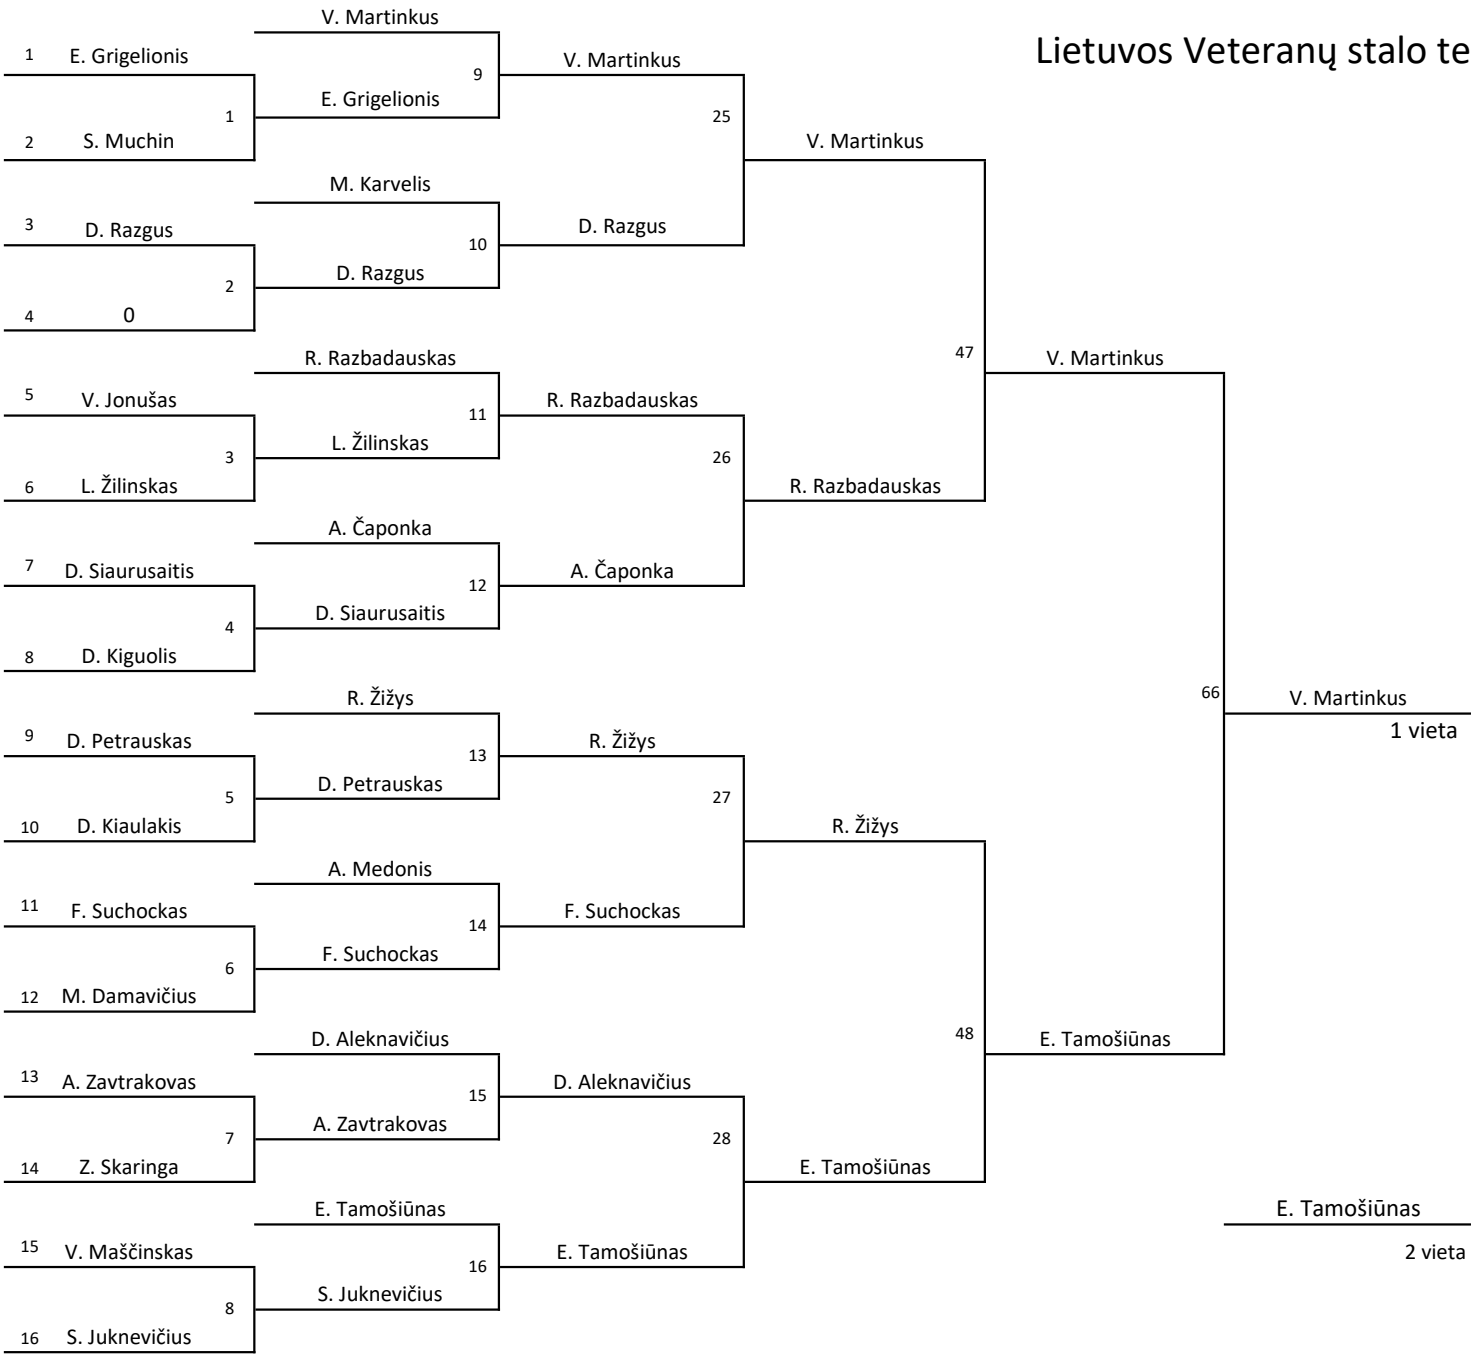 V. Martinkus
Lietuvos Veteranų stalo te
1 E. Grigelionis
V. Martinkus
9
E. Grigelionis
1
25
2 S. Muchin
V. Martinkus
M. Karvelis
3 D. Razgus
D. Razgus
10
D. Razgus
2
4 0
R. Razbadauskas
47
V. Martinkus
5 V. Jonušas
R. Razbadauskas
11
L. Žilinskas
3
26
6 L. Žilinskas
R. Razbadauskas
A. Čaponka
7 D. Siaurusaitis
A. Čaponka
12
D. Siaurusaitis
4
8 D. Kiguolis
R. Žižys
66
V. Martinkus
1 vieta
9 D. Petrauskas
R. Žižys
13
D. Petrauskas
5
27
10 D. Kiaulakis
R. Žižys
A. Medonis
11 F. Suchockas
F. Suchockas
14
F. Suchockas
6
12 M. Damavičius
D. Aleknavičius
48
E. Tamošiūnas
13 A. Zavtrakovas
D. Aleknavičius
15
A. Zavtrakovas
7
28
14 Z. Skaringa
E. Tamošiūnas
E. Tamošiūnas
E. Tamošiūnas
15 V. Maščinskas
E. Tamošiūnas
2 vieta
16
S. Juknevičius
8
16 S. Juknevičius